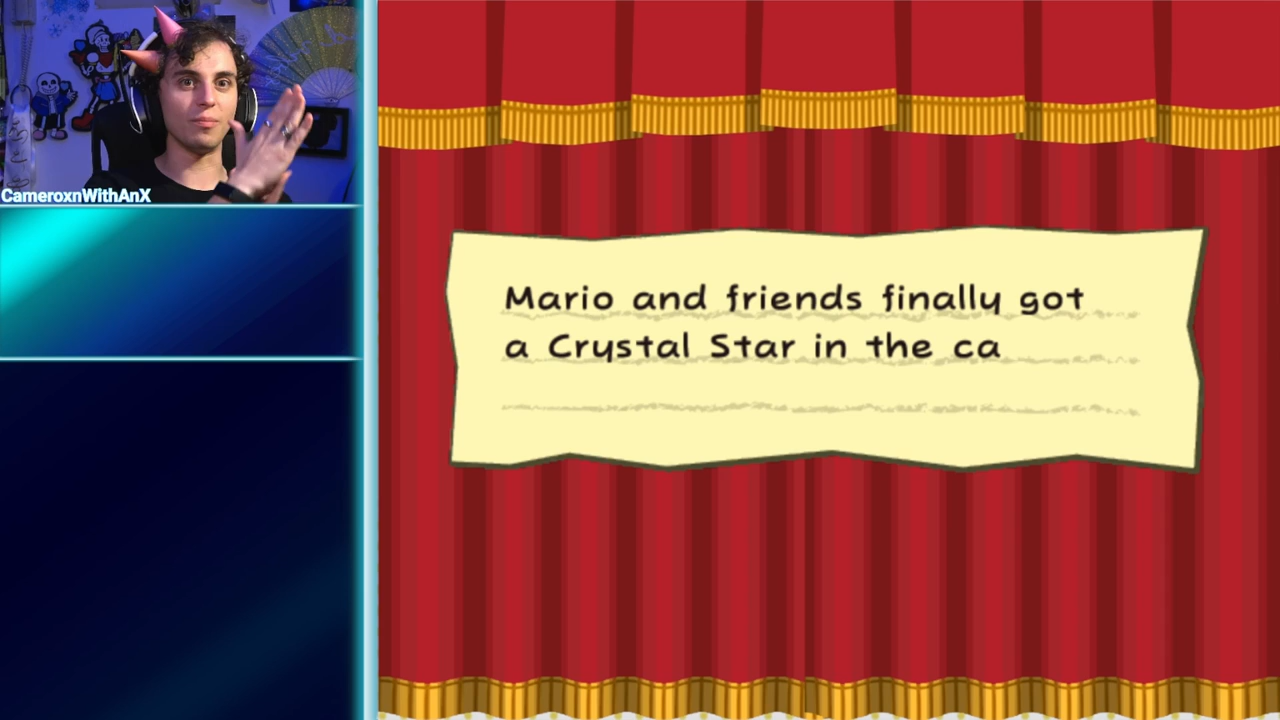 CameroxnWithAnX
Mario and friends finally got
a Crystal Star in the ca